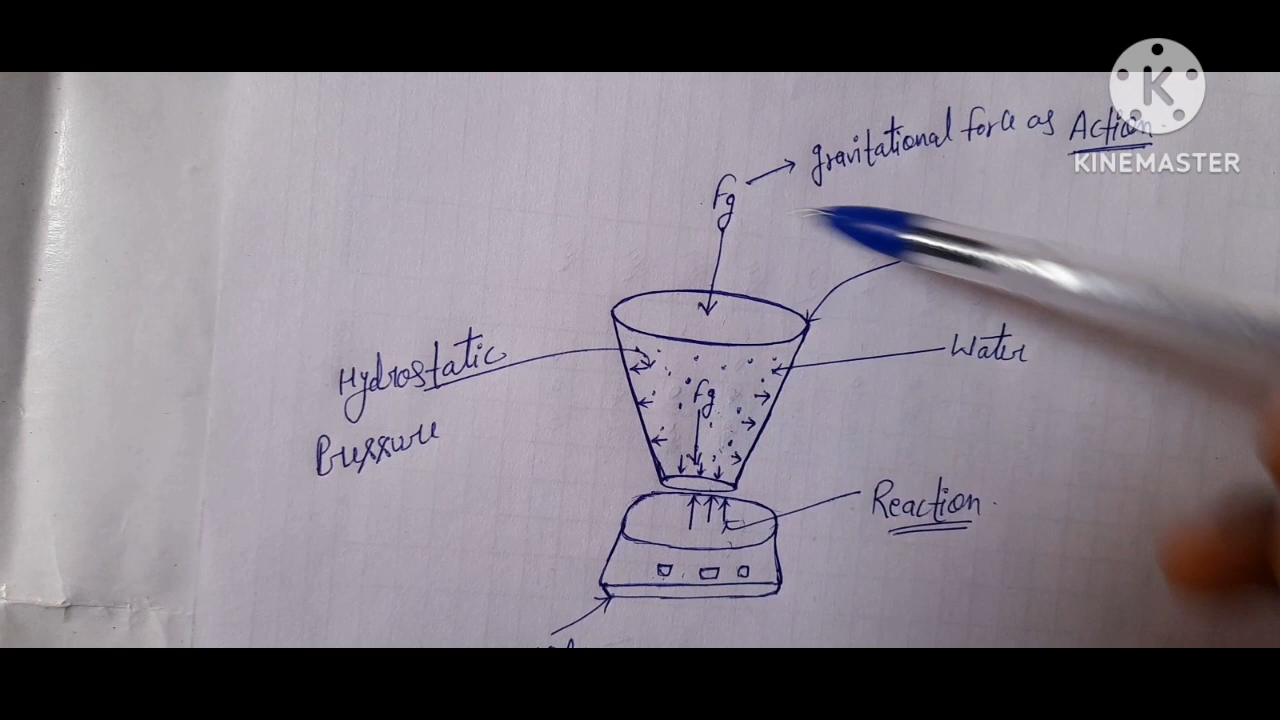 gravitational force as Action
Fg
Hydrostatic
Pressure
Water
Fg
Reaction.
K
KINEMASTER